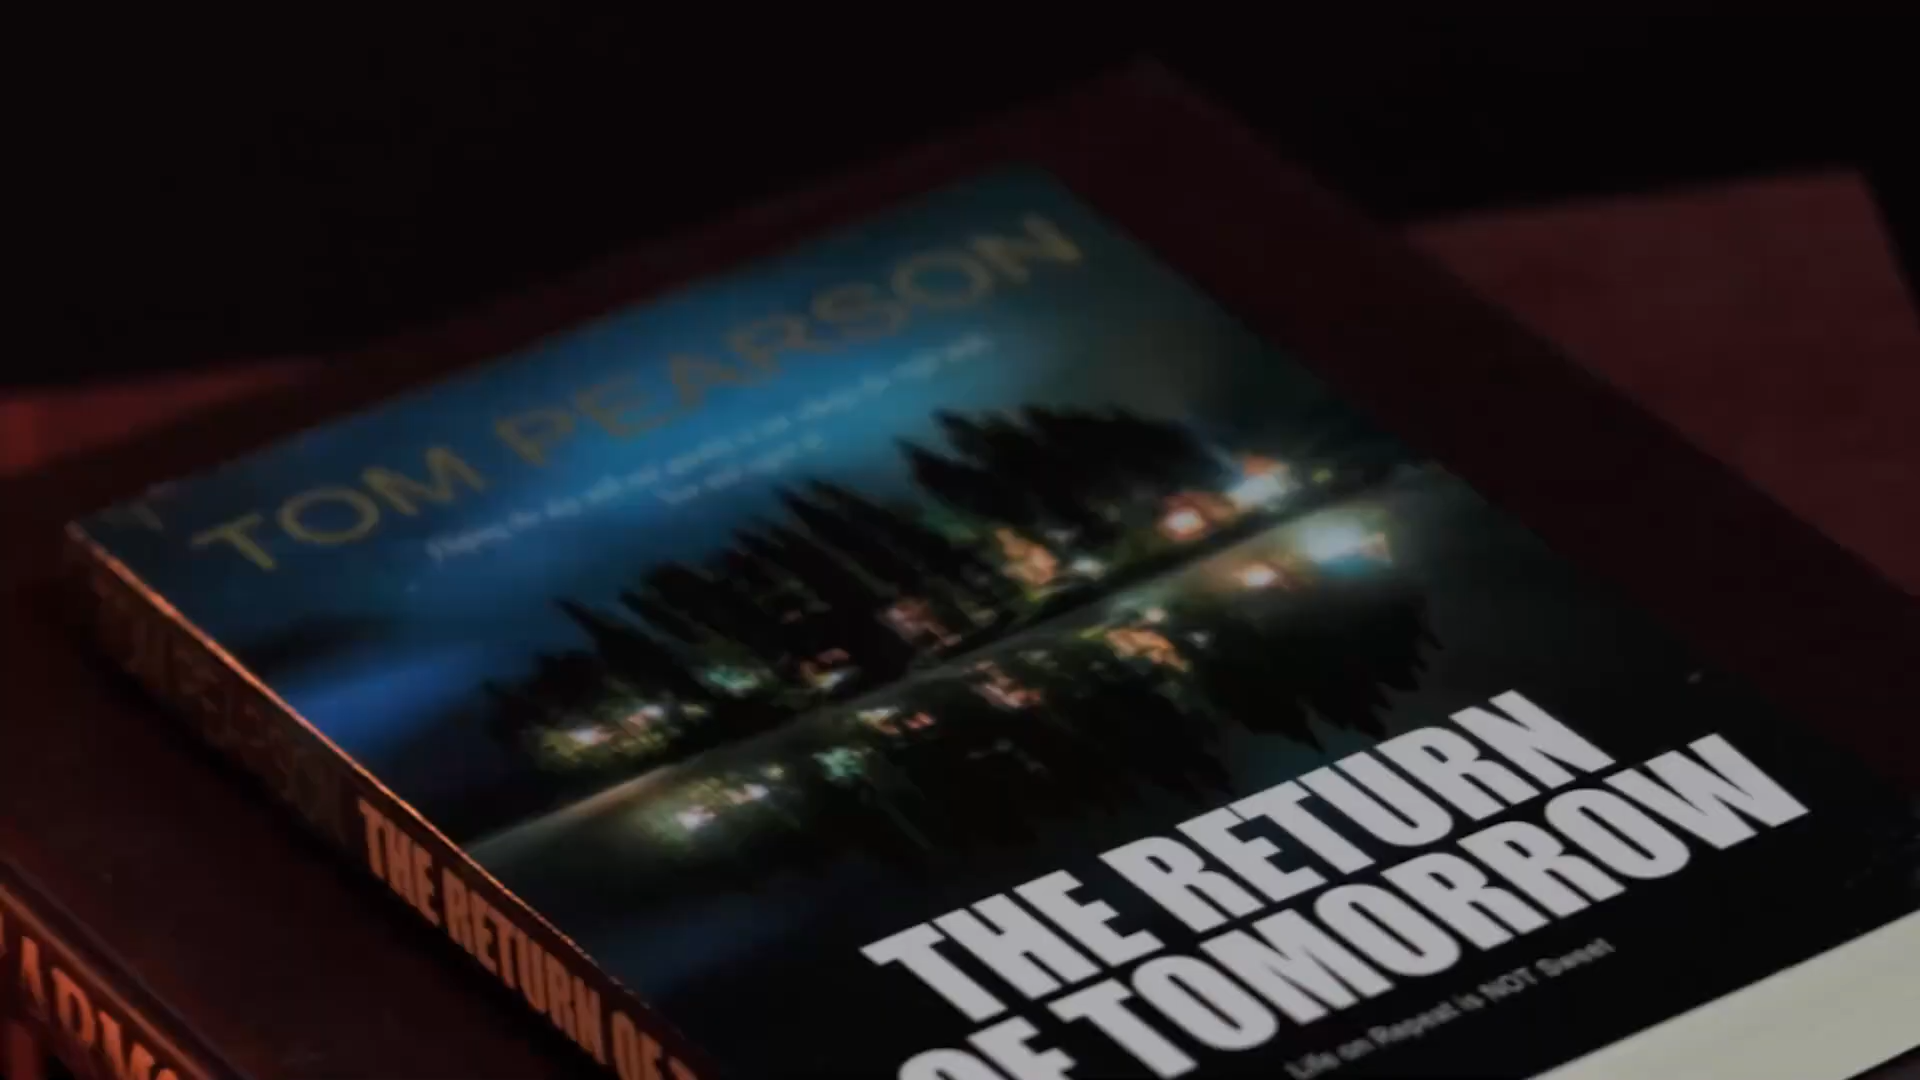 TOM PEARSON
THE RETURN
OF TOMORROW
Life on Repeat is NOT Sweet
THE RETURN OF